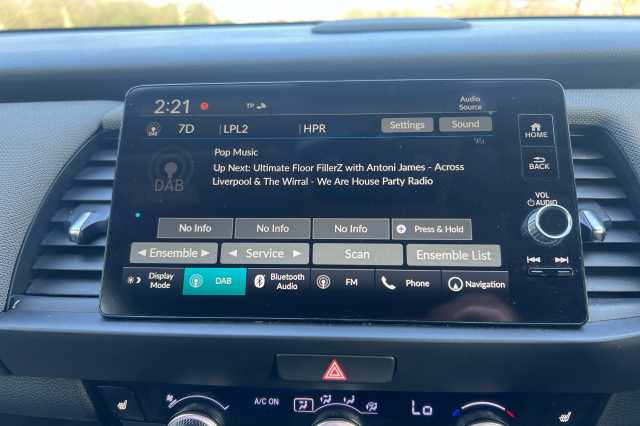 2:21 TP Audio
Source
7D LPL2 HPR Settings Sound
Pop Music
DAB
Up Next: Ultimate Floor FillerZ with Antoni James - Across
Liverpool & The Wirral - We Are House Party Radio
No Info No Info No Info Press & Hold
Ensemble Service Scan Ensemble List
Display
Mode
DAB
Bluetooth
Audio
FM
Phone
Navigation
HOME
BACK
VOL
AUDIO
A/C ON
Lo